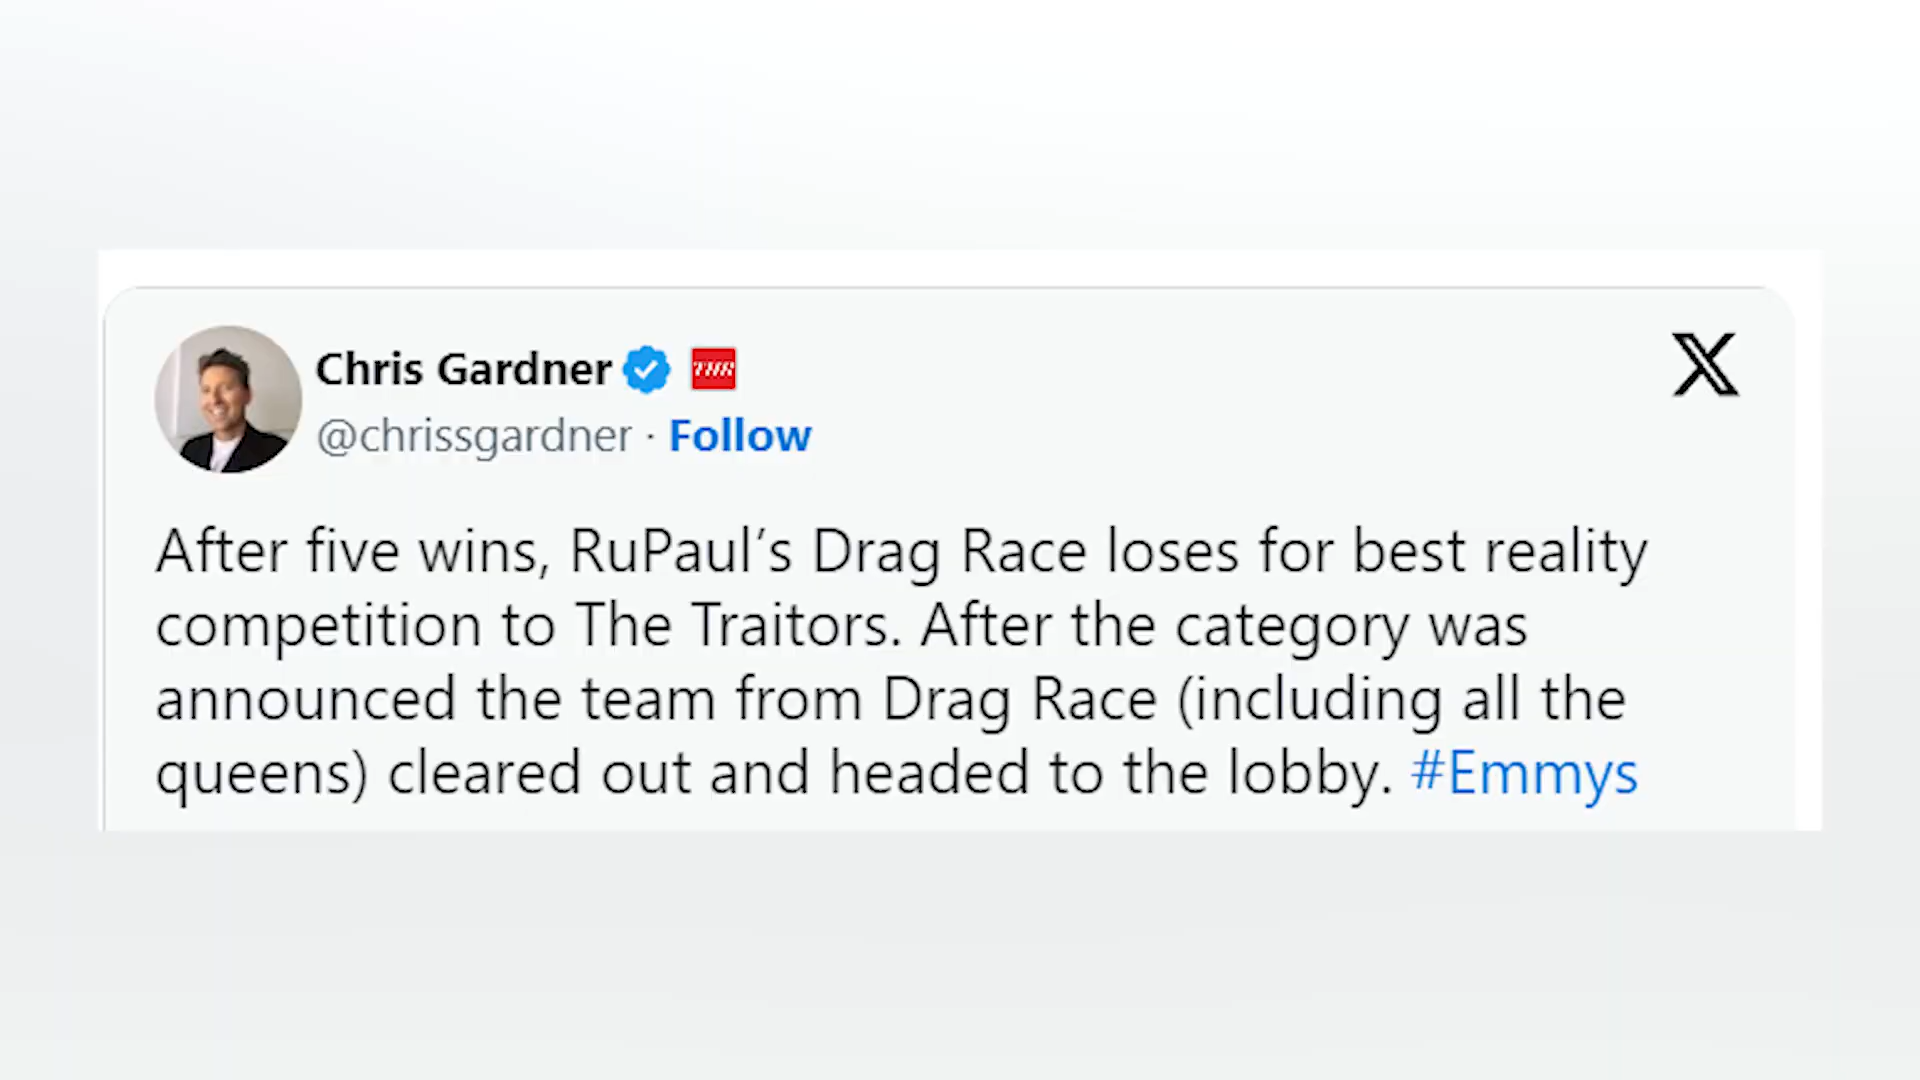 Chris Gardner THR
@chrissgardner · Follow
After five wins, RuPaul’s Drag Race loses for best reality
competition to The Traitors. After the category was
announced the team from Drag Race (including all the
queens) cleared out and headed to the lobby. #Emmys